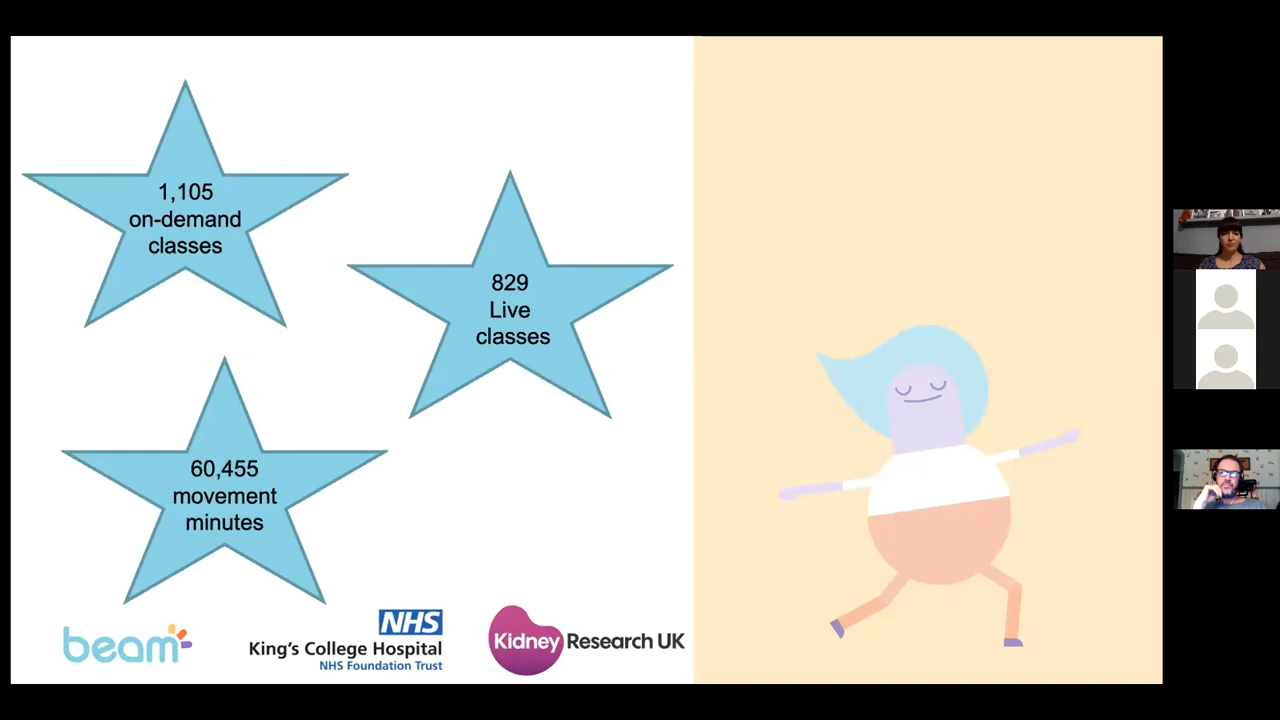 1,105
on-demand
classes
829
Live
classes
60,455
movement
minutes
beam
NHS
King's College Hospital
NHS Foundation Trust
Kidney Research UK